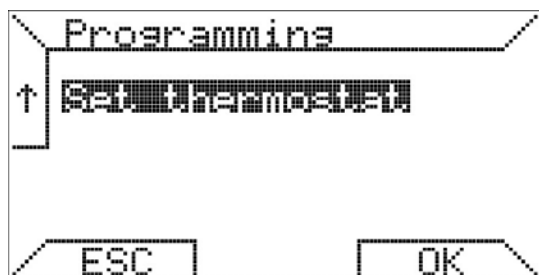 Programming
↑ Set thermostat
ESC OK